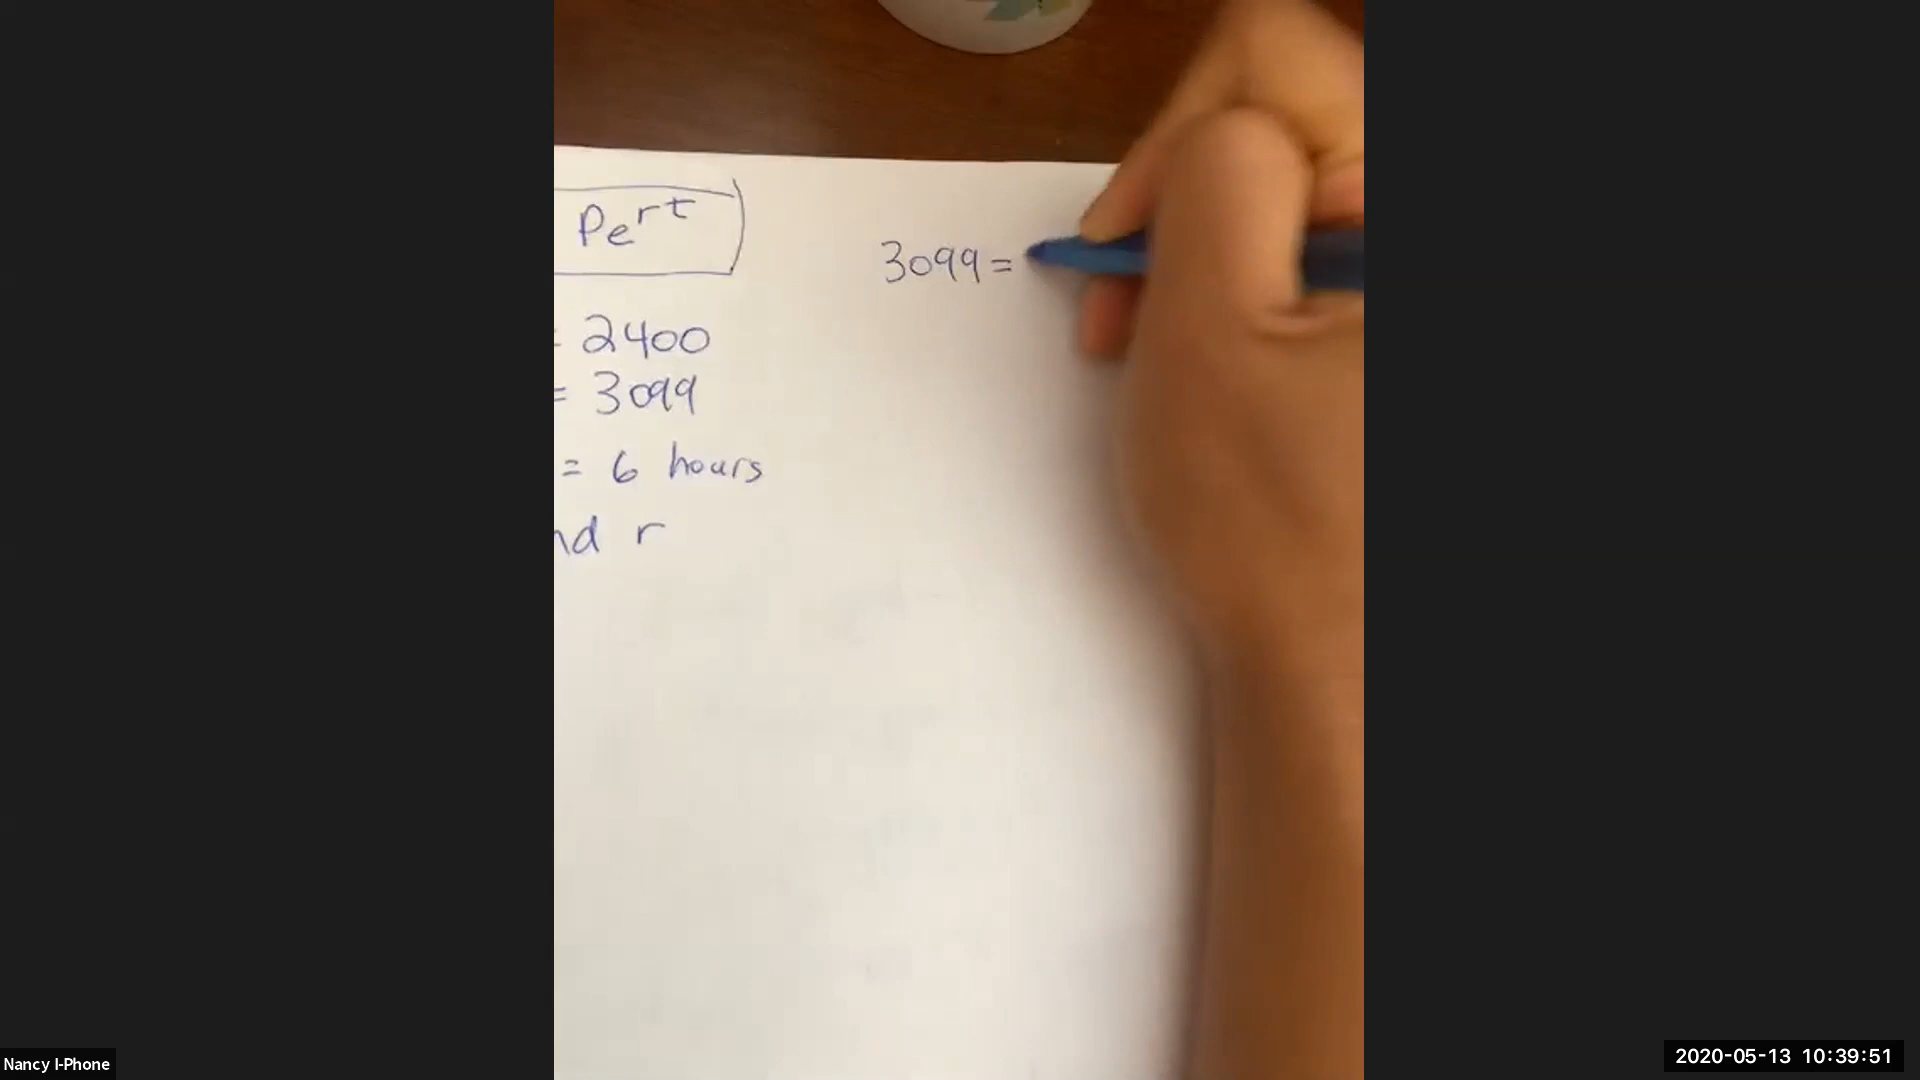 Pe^rt
= 2400
= 3099
= 6 hours
nd r
3099 =
Nancy I-Phone
2020-05-13 10:39:51